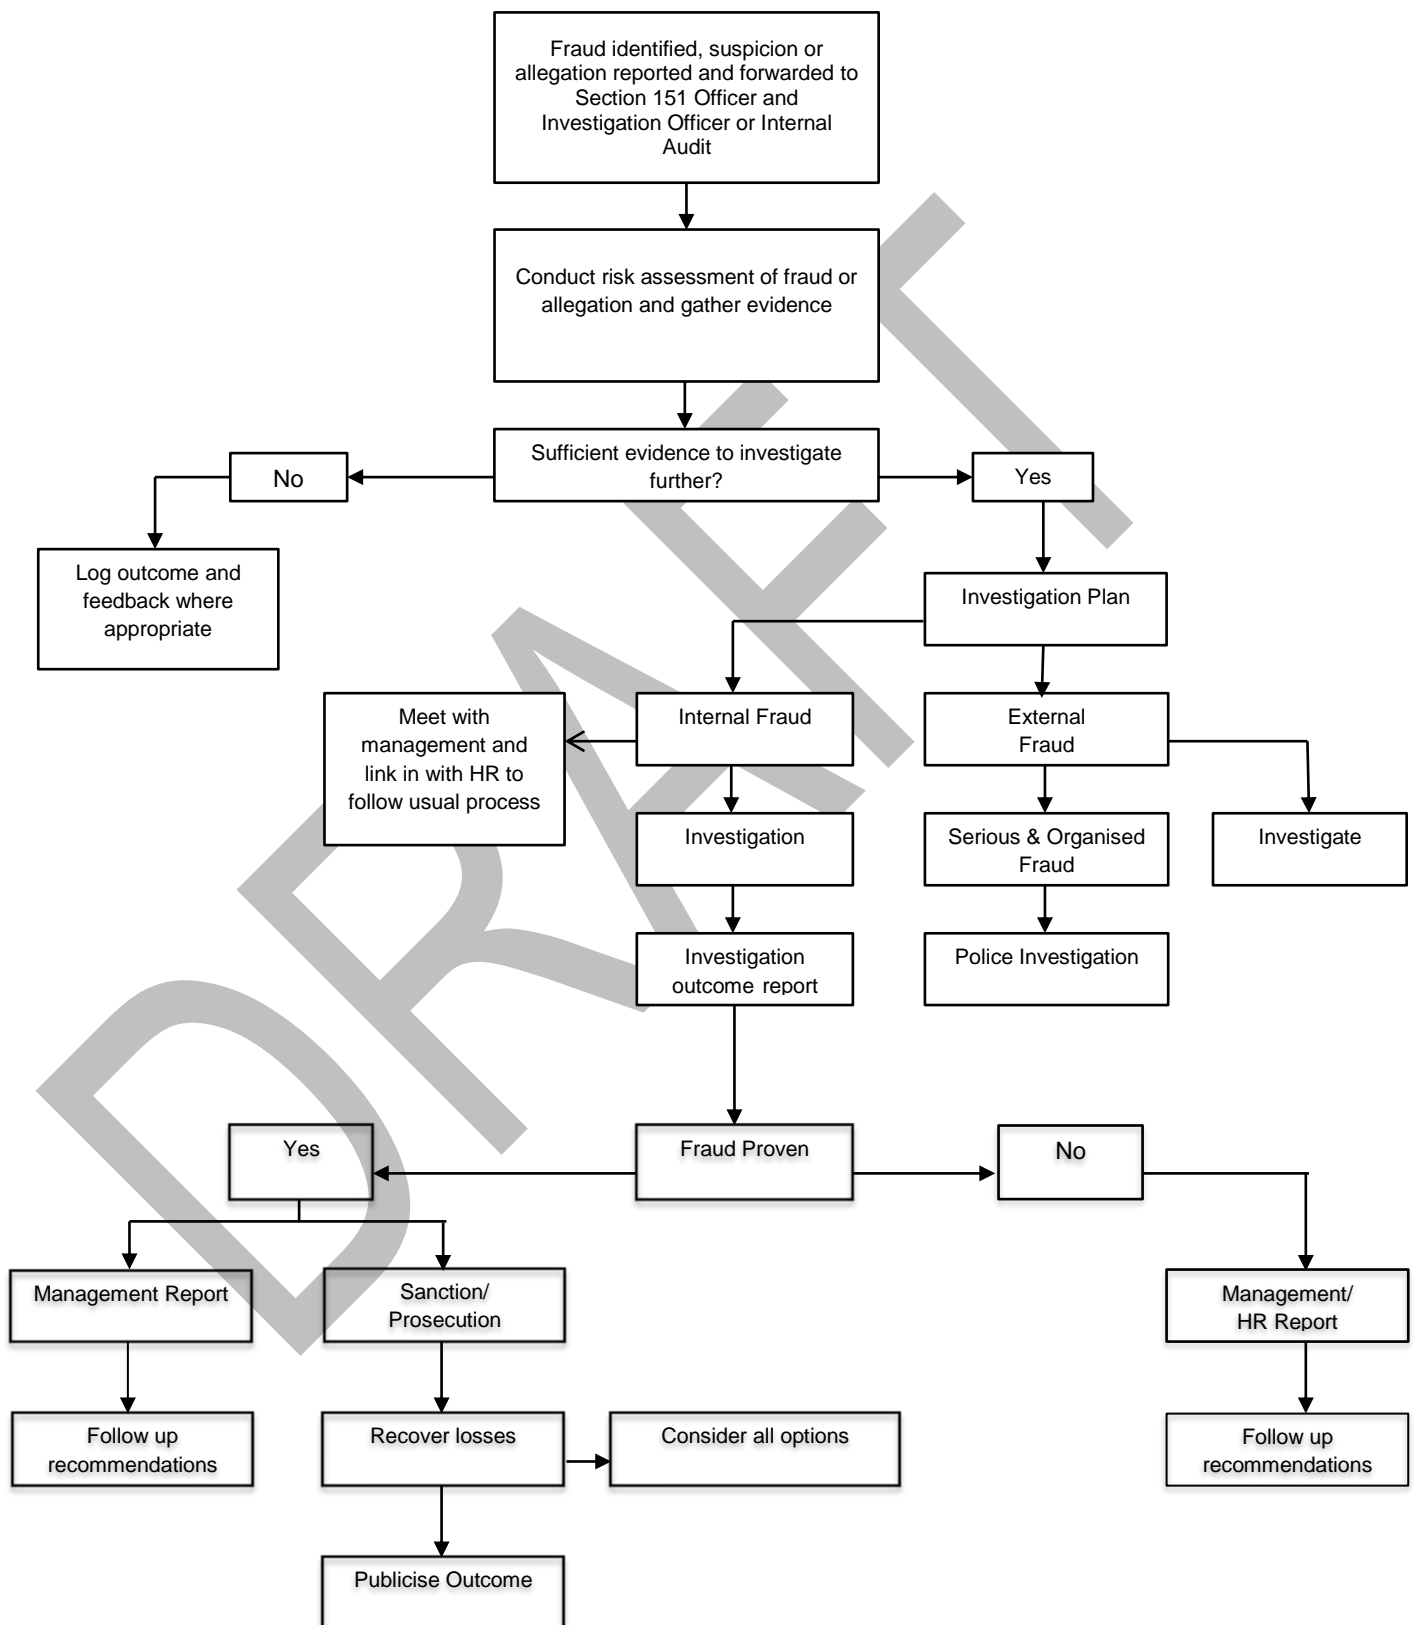 Fraud identified, suspicion or
allegation reported and forwarded to
Section 151 Officer and
Investigation Officer or Internal
Audit
Conduct risk assessment of fraud or
allegation and gather evidence
Sufficient evidence to investigate
further?
No
Yes
Log outcome and
feedback where
appropriate
Investigation Plan
Meet with
management and
link in with HR to
follow usual process
Internal Fraud
External
Fraud
Investigation
Serious & Organised
Fraud
Investigate
Investigation
outcome report
Police Investigation
Yes
Fraud Proven
No
Management Report
Sanction/
Prosecution
Management/
HR Report
Follow up
recommendations
Recover losses
Consider all options
Follow up
recommendations
Publicise Outcome
DRAFT